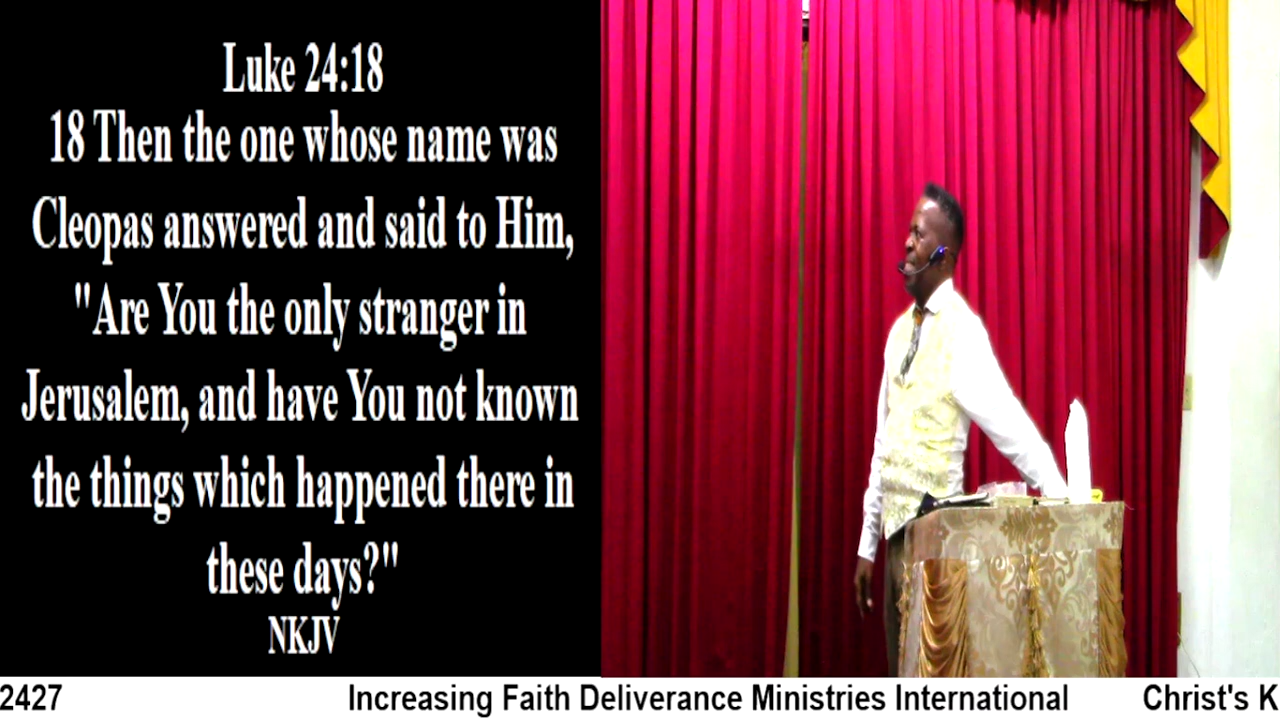 Luke 24:18
18 Then the one whose name was
Cleopas answered and said to Him,
"Are You the only stranger in
Jerusalem, and have You not known
the things which happened there in
these days?"
NKJV
2427 Increasing Faith Deliverance Ministries International Christ's K